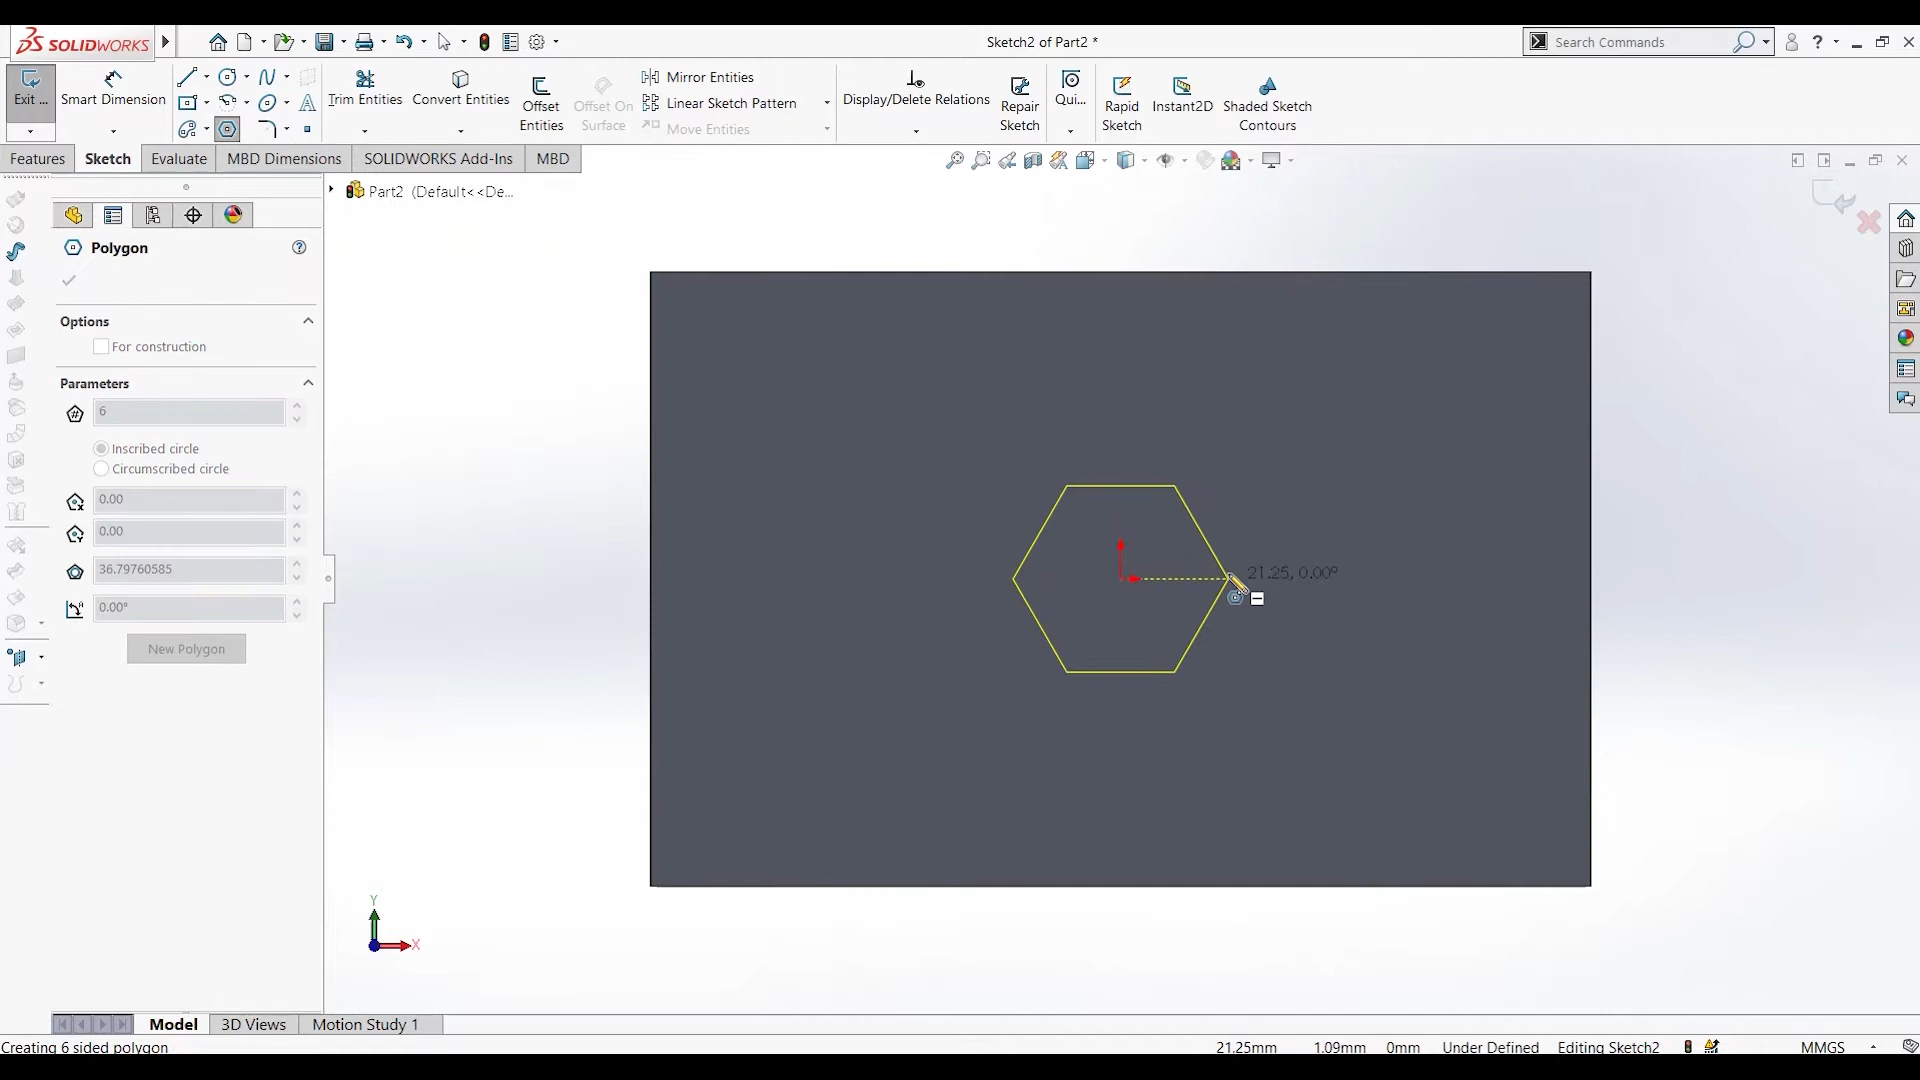 SOLIDWORKS
Sketch2 of Part2 *
Search Commands
?
Exit ...
Smart Dimension
Trim Entities
Convert Entities
Offset
Entities
Offset On
Surface
Mirror Entities
Linear Sketch Pattern
Move Entities
Display/Delete Relations
Repair
Sketch
Qui...
Rapid
Sketch
Instant2D
Shaded Sketch
Contours
Features
Sketch
Evaluate
MBD Dimensions
SOLIDWORKS Add-Ins
MBD
Part2 (Default<<De...
Polygon
?
Options
For construction
Parameters
6
Inscribed circle
Circumscribed circle
0.00
0.00
36.79760585
0.00°
New Polygon
21.25, 0.00°
Y
X
Model
3D Views
Motion Study 1
Creating 6 sided polygon
21.25mm
1.09mm
0mm
Under Defined
Editing Sketch2
MMGS